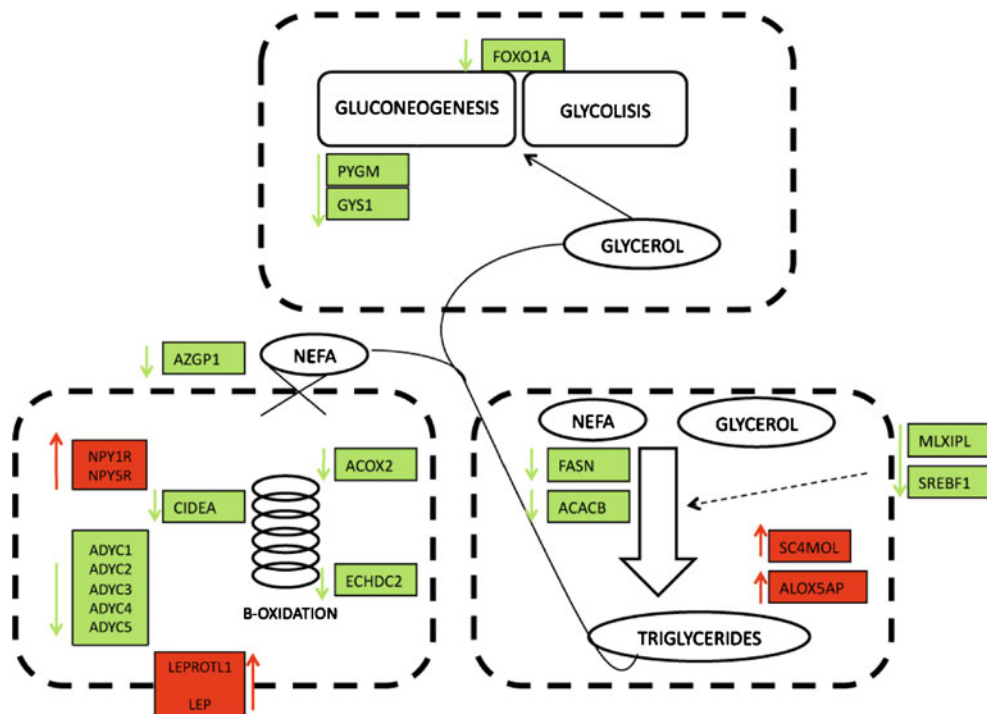 FOXO1A
GLUCONEOGENESIS
GLYCOLISIS
PYGM
GYS1
GLYCEROL
AZGP1
NEFA
NPY1R
NPY5R
ACOX2
CIDEA
ADYC1
ADYC2
ADYC3
ADYC4
ADYC5
ECHDC2
B-OXIDATION
LEPROTL1
LEP
NEFA
GLYCEROL
MLXIPL
SREBF1
FASN
ACACB
SC4MOL
ALOX5AP
TRIGLYCERIDES